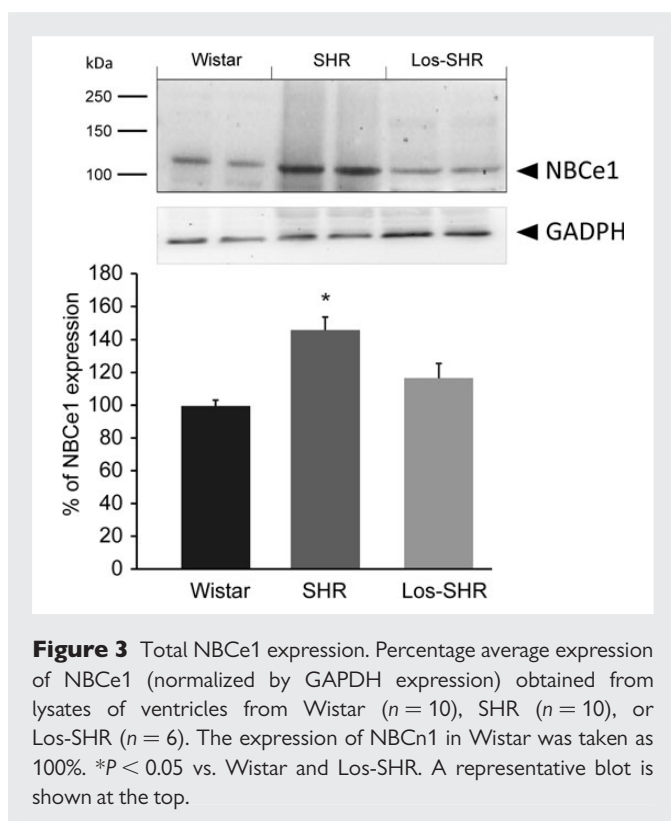 kDa
Wistar SHR Los-SHR
250
150
100
NBCe1
GADPH
180
160
140
120
100
80
60
40
20
0
% of NBCe1 expression
*
Wistar SHR Los-SHR
Figure 3 Total NBCe1 expression. Percentage average expression
of NBCe1 (normalized by GAPDH expression) obtained from
lysates of ventricles from Wistar (n = 10), SHR (n = 10), or
Los-SHR (n = 6). The expression of NBCn1 in Wistar was taken as
100%. *P < 0.05 vs. Wistar and Los-SHR. A representative blot is
shown at the top.